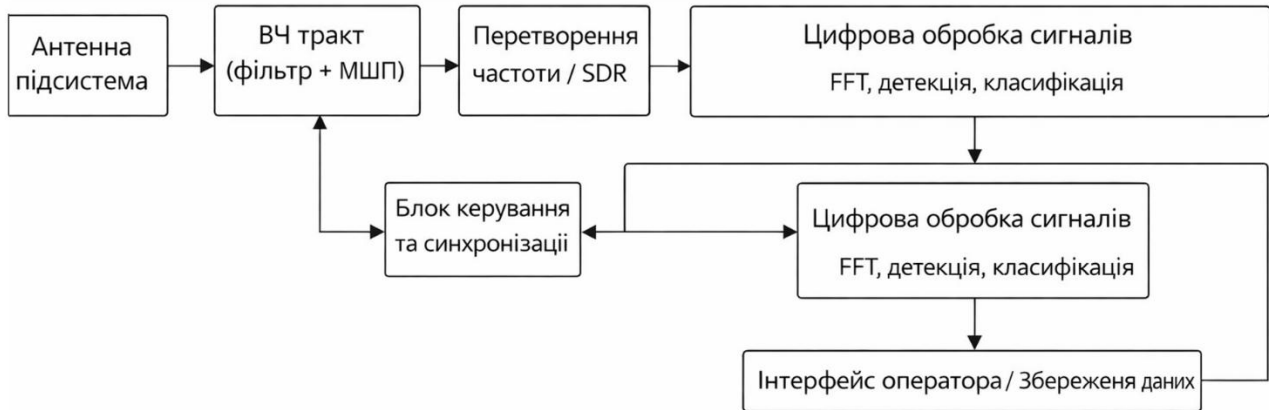 Антенна
підсистема
ВЧ тракт
(фільтр + МШП)
Перетворення
частоти / SDR
Цифрова обробка сигналів
FFT, детекція, класифікація
Блок керування
та синхронізаціі
Цифрова обробка сигналів
FFT, детекція, класифікація
Інтерфейс оператора / Збереженя даних